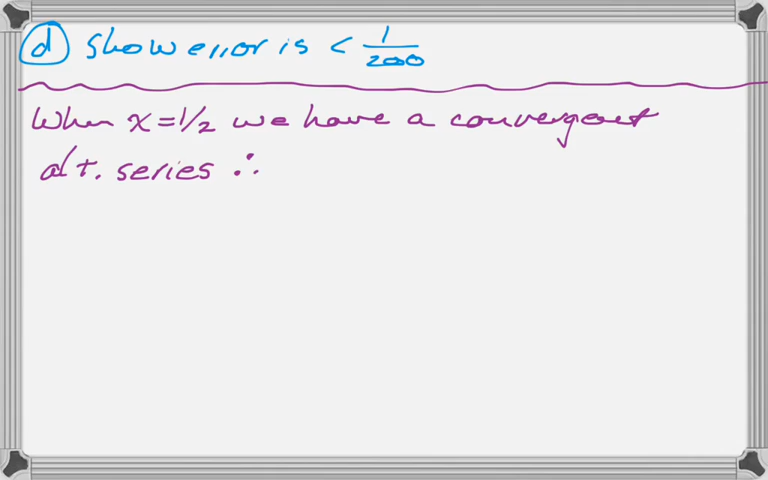 ⓓ Show error is < 1/200
When x=1/2 we have a convergent
alt. series ∴